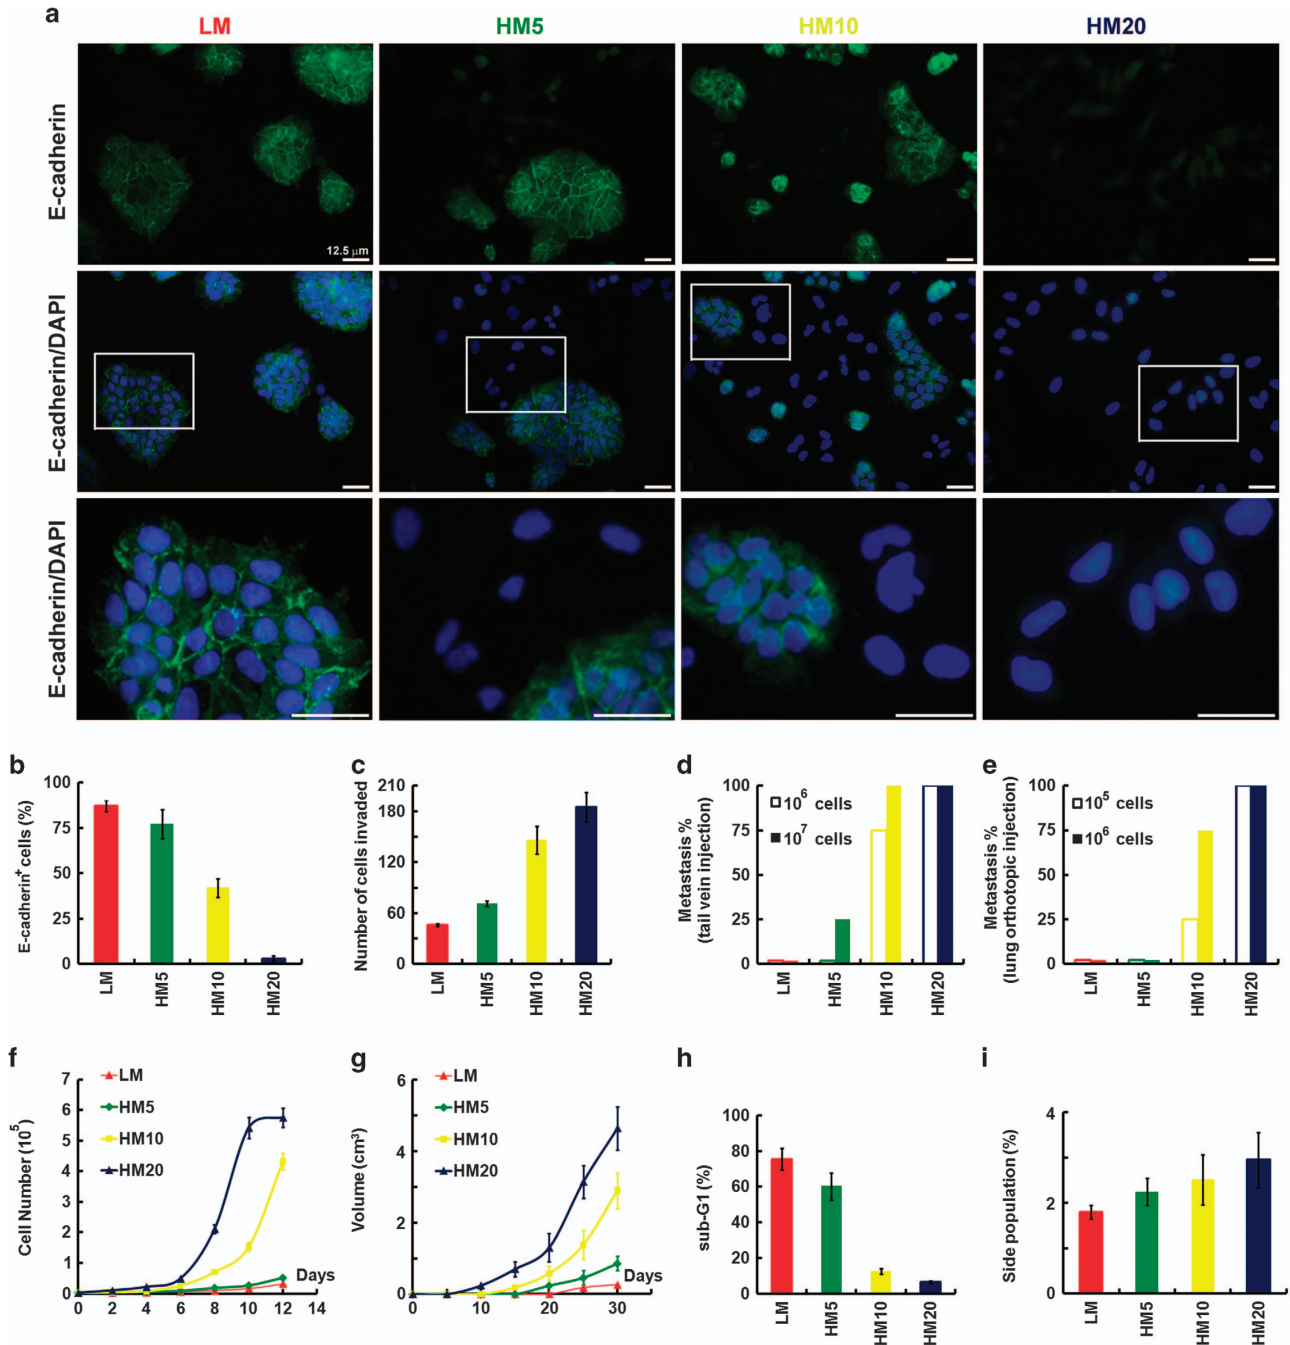 a
LM HM5 HM10 HM20
E-cadherin
12.5 μm
E-cadherin/DAPI
E-cadherin/DAPI
b
E-cadherin+ cells (%)
100
75
50
25
0
LM HM5 HM10 HM20
c
Number of cells invaded
210
180
120
60
0
LM HM5 HM10 HM20
d
Metastasis %
(tail vein injection)
100
75
50
25
0
10^6 cells
10^7 cells
LM HM5 HM10 HM20
e
Metastasis %
(lung orthotopic injection)
100
75
50
25
0
10^5 cells
10^6 cells
LM HM5 HM10 HM20
f
Cell Number (10^5)
7
6
5
4
3
2
1
0
LM
HM5
HM10
HM20
Days
0 2 4 6 8 10 12 14
g
Volume (cm³)
6
4
2
0
LM
HM5
HM10
HM20
Days
0 10 20 30
h
sub-G1 (%)
100
80
60
40
20
0
LM HM5 HM10 HM20
i
Side population (%)
4
2
0
LM HM5 HM10 HM20